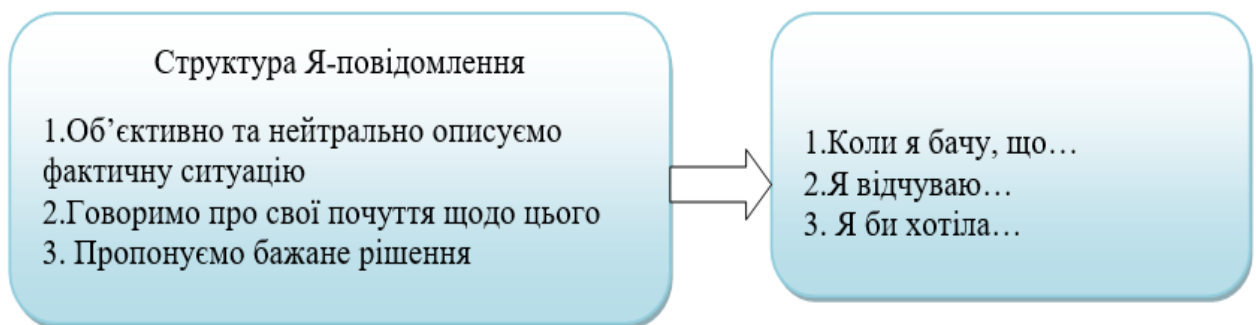 Структура Я-повідомлення
1.Об’єктивно та нейтрально описуємо
фактичну ситуацію
2.Говоримо про свої почуття щодо цього
3. Пропонуємо бажане рішення
1.Коли я бачу, що…
2.Я відчуваю…
3. Я би хотіла…